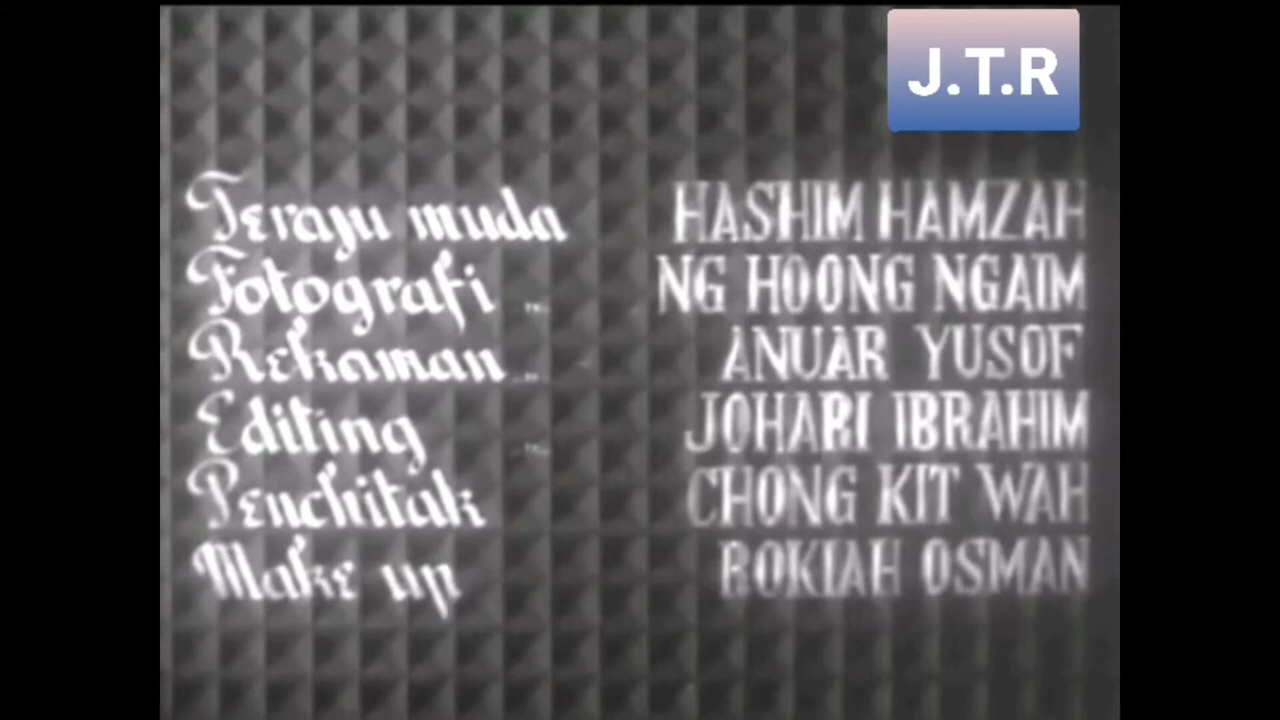 J.T.R
Teraju muda HASHIM HAMZAH
Fotografi ... NG HOONG NGAIM
Rekaman ... ANUAR YUSOF
Editing ... JOHARI IBRAHIM
Penchitak CHONG KIT WAH
Make up ROKIAH OSMAN